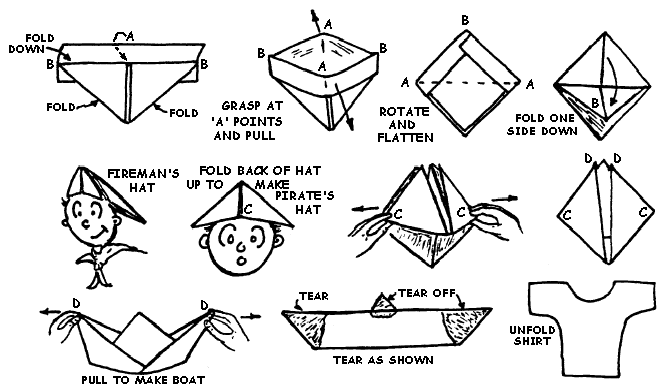 FOLD
DOWN
A
B
B
FOLD
FOLD
A
B
B
A
GRASP AT
'A' POINTS
AND PULL
B
A
A
ROTATE
AND
FLATTEN
B
FOLD ONE
SIDE DOWN
FIREMAN'S
HAT
FOLD BACK OF HAT
UP TO MAKE
PIRATE'S
HAT
C
C
C
D D
C
C
D
D
PULL TO MAKE BOAT
TEAR
TEAR OFF
TEAR AS SHOWN
UNFOLD
SHIRT